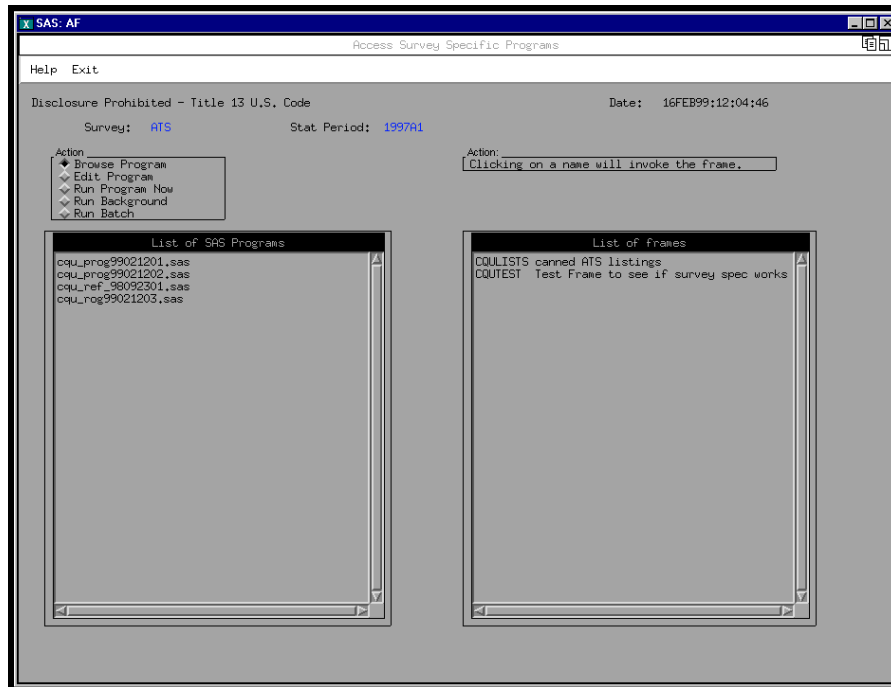 X SAS: AF
Access Survey Specific Programs
Help Exit
Disclosure Prohibited - Title 13 U.S. Code
Date: 16FEB99:12:04:46
Survey: ATS
Stat Period: 1997A1
Action
Browse Program
Edit Program
Run Program Now
Run Background
Run Batch
Action:
Clicking on a name will invoke the frame.
List of SAS Programs
cqu_prog99021201.sas
cqu_prog99021202.sas
cqu_ref_98092301.sas
cqu_rog99021203.sas
List of frames
CQULISTS canned ATS listings
CQUTEST Test Frame to see if survey spec works